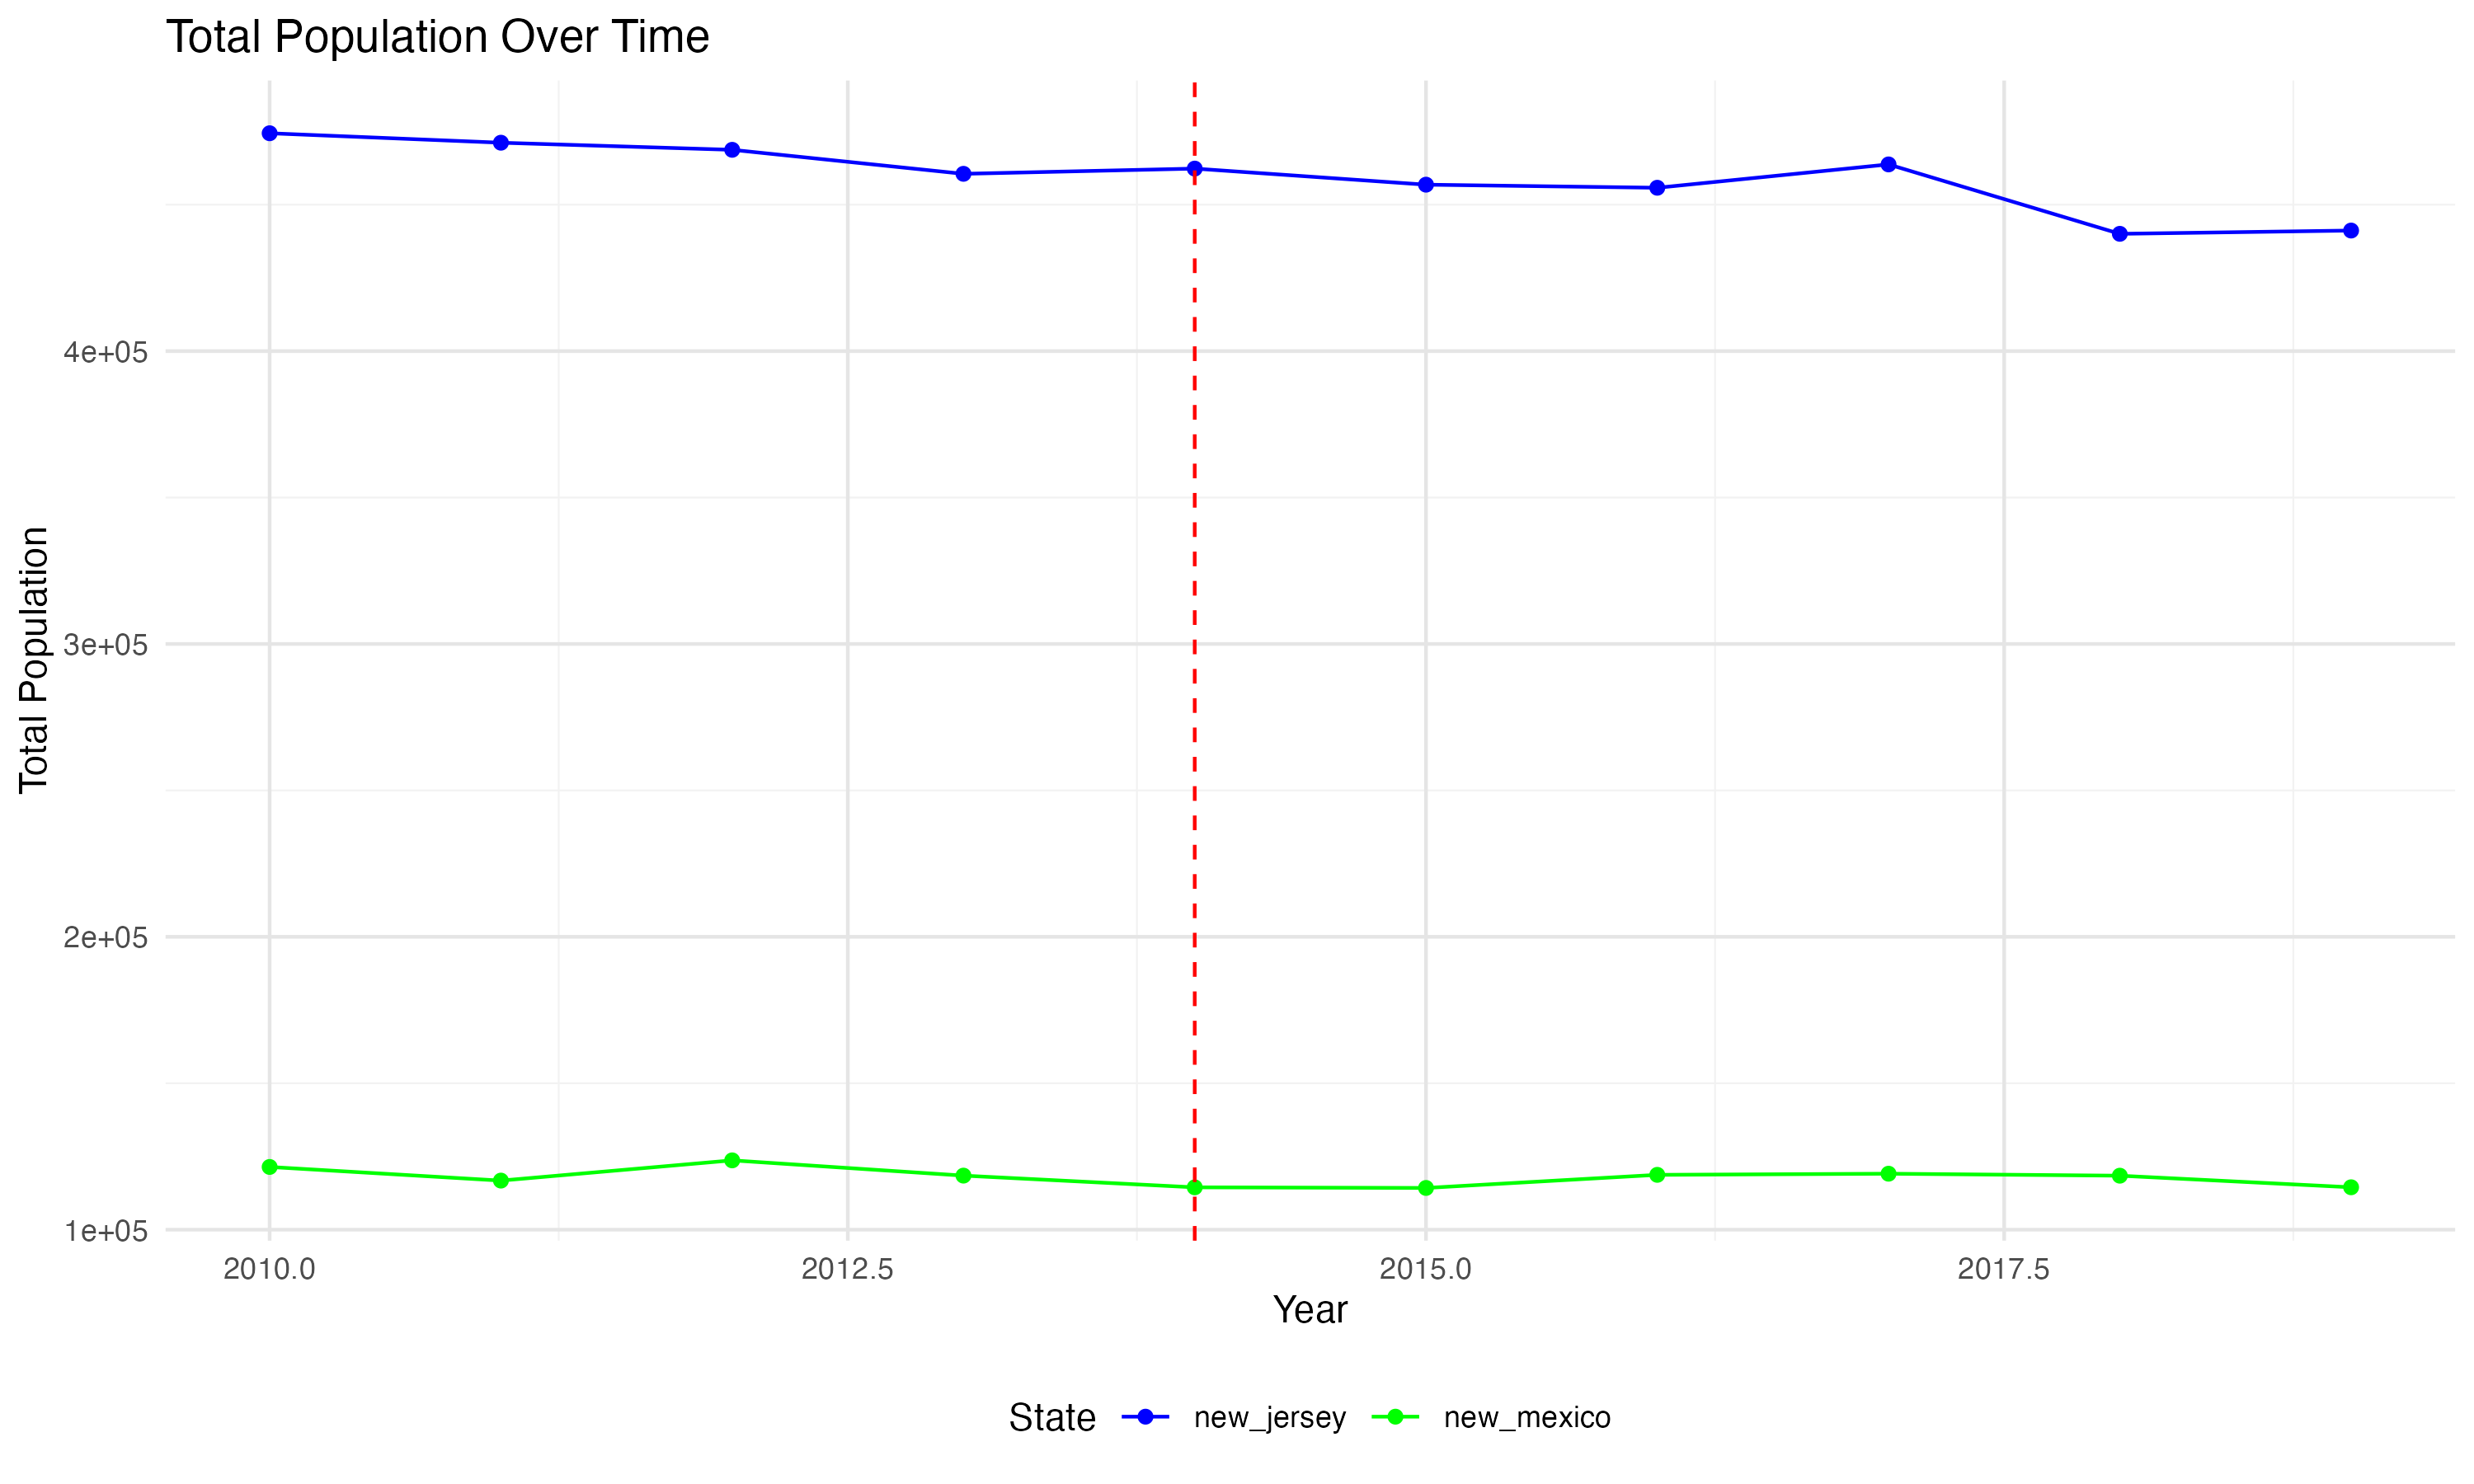 Total Population Over Time
Total Population
4e+05
3e+05
2e+05
1e+05
2010.0 2012.5 2015.0 2017.5
Year
State new_jersey new_mexico